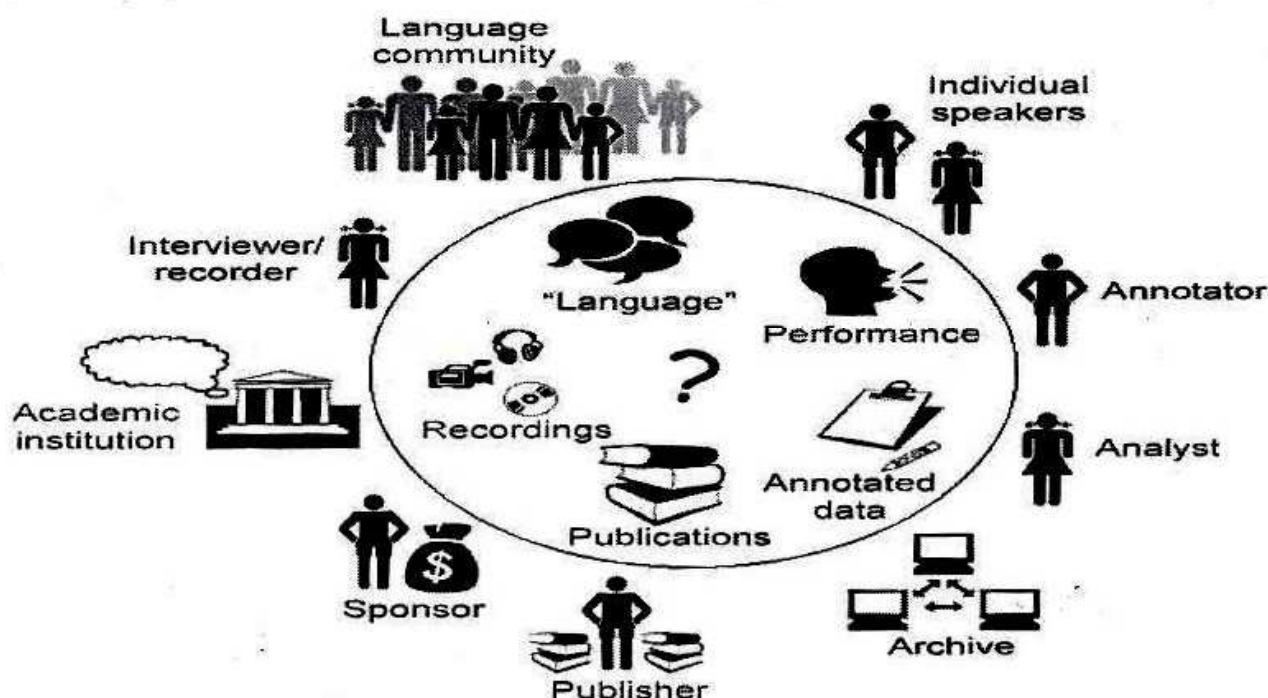 Language
community
Individual
speakers
Interviewer/
recorder
"Language"
Performance
Annotator
?
Academic
institution
Recordings
Annotated
data
Analyst
Publications
$
Sponsor
Publisher
Archive